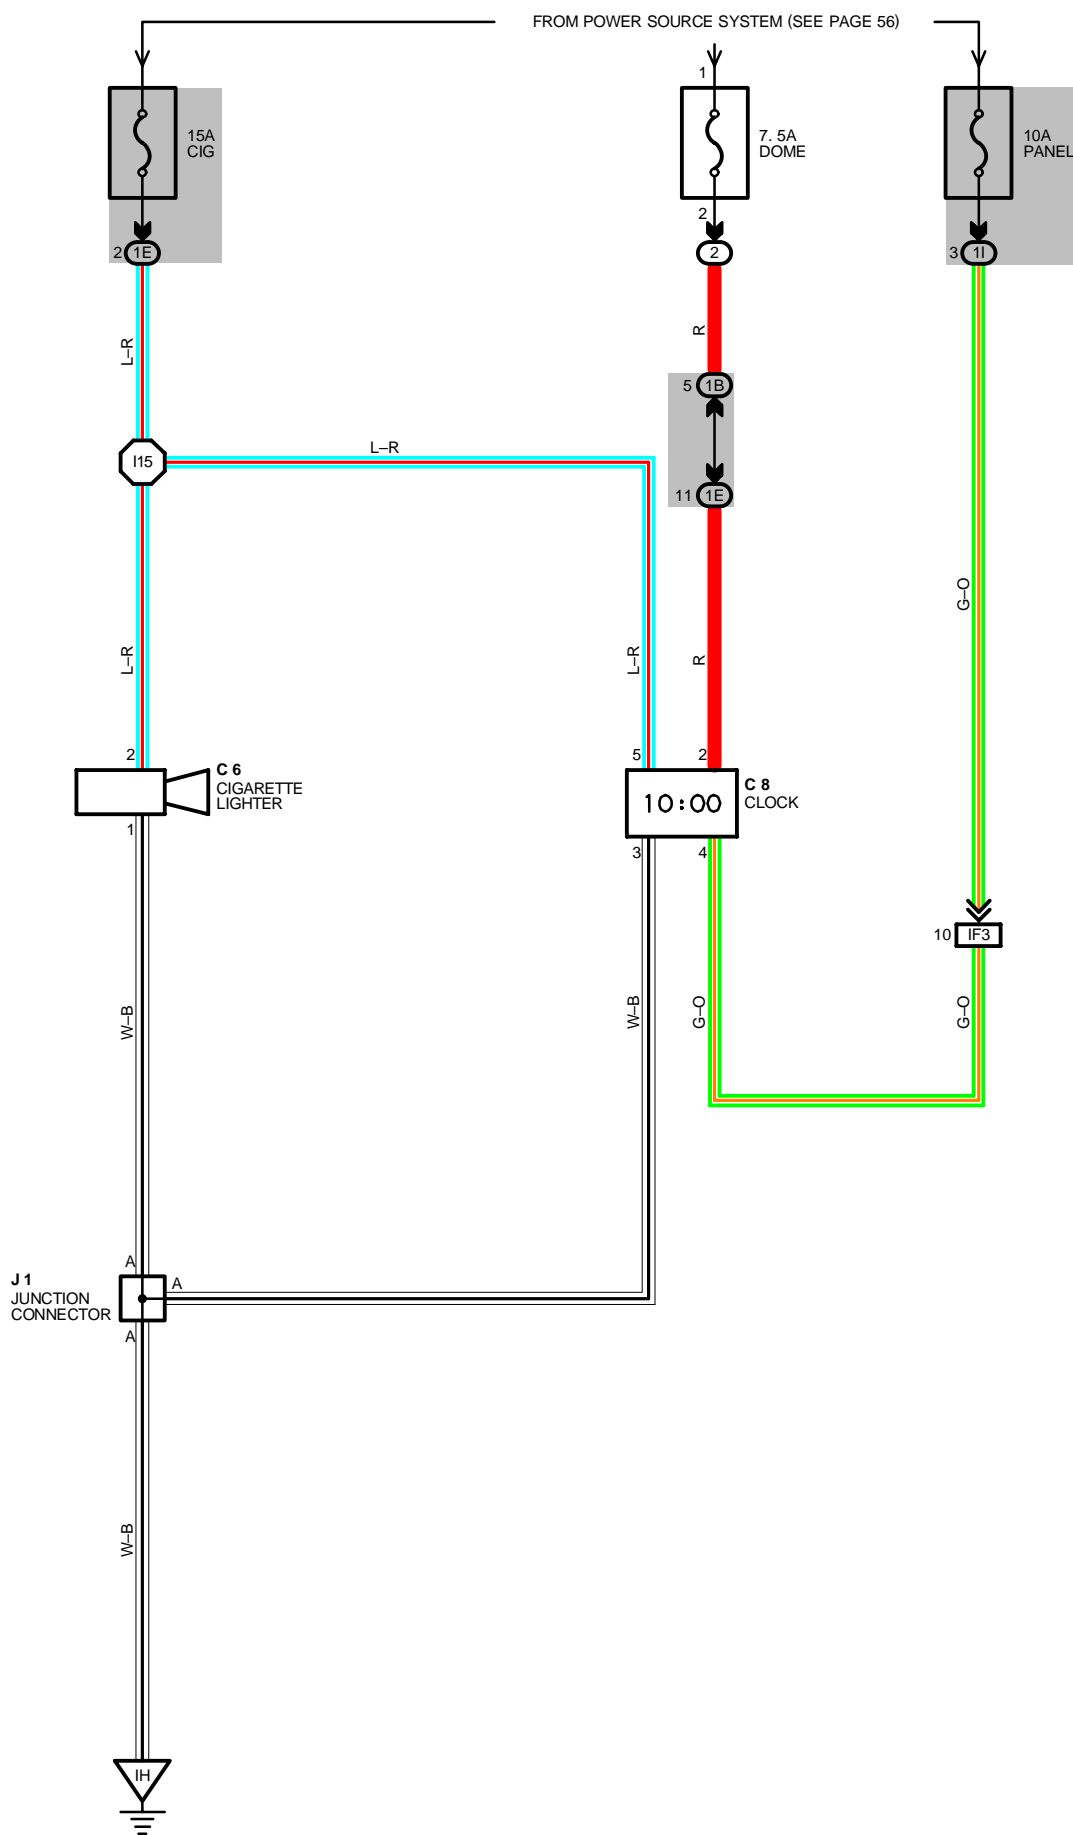 FROM POWER SOURCE SYSTEM (SEE PAGE 56)
1
15A
CIG
7. 5A
DOME
10A
PANEL
2
2 1E
2
3 1I
L–R
R
5 1B
I15
L–R
11 1E
G–O
L–R
L–R
R
2
5
2
C 6
CIGARETTE
LIGHTER
10:00
C 8
CLOCK
1
3
4
10 IF3
W–B
W–B
G–O
G–O
A
J 1
JUNCTION
CONNECTOR
A
A
W–B
IH